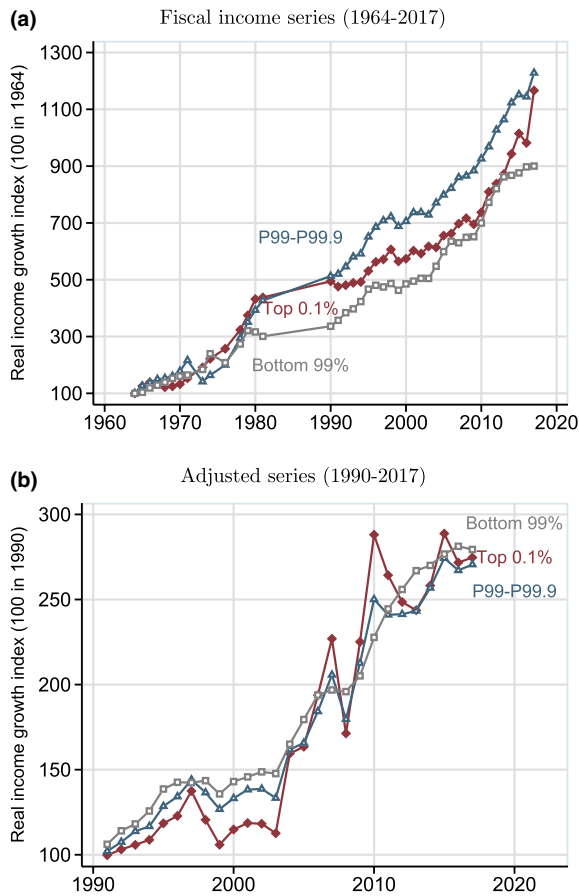 (a)
Fiscal income series (1964-2017)
Real income growth index (100 in 1964)
1300
1100
900
700
500
300
100
P99-P99.9
Top 0.1%
Bottom 99%
1960 1970 1980 1990 2000 2010 2020
(b)
Adjusted series (1990-2017)
Real income growth index (100 in 1990)
300
250
200
150
100
Bottom 99%
Top 0.1%
P99-P99.9
1990 2000 2010 2020